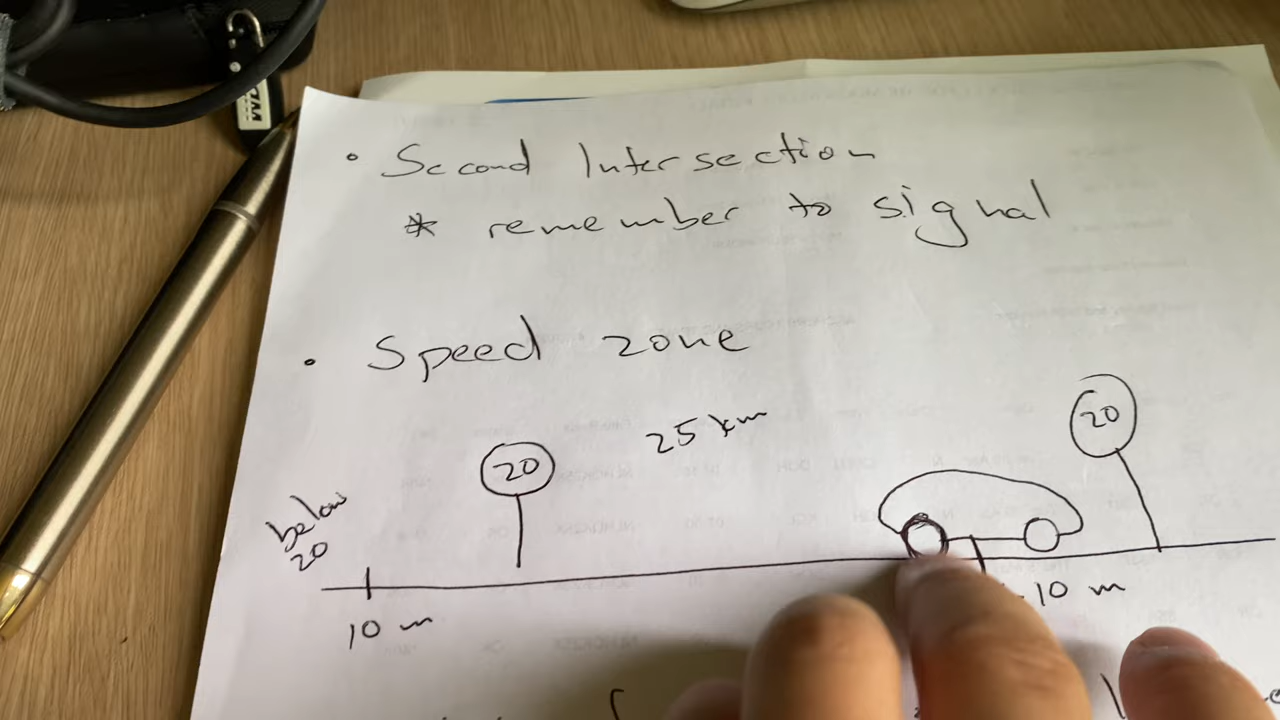 • Second Intersection
* remember to signal
• Speed zone
25 km
20
20
below
20
10 m
10 m